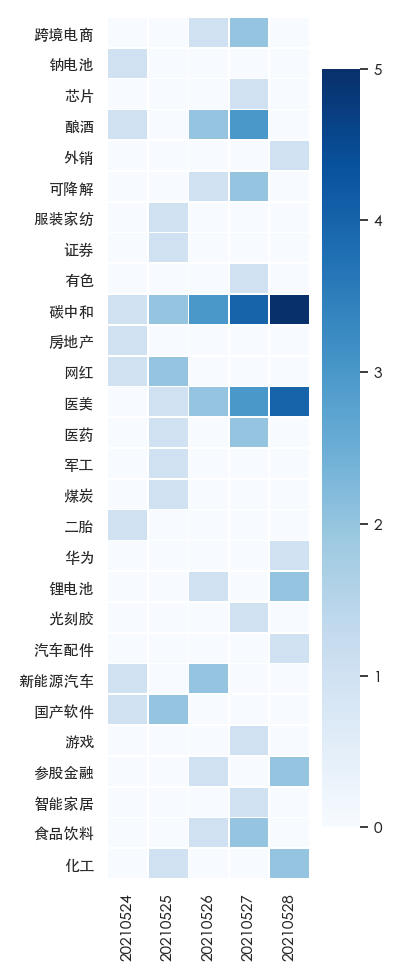 跨境电商
钠电池
芯片
酿酒
外销
可降解
服装家纺
证券
有色
碳中和
房地产
网红
医美
医药
军工
煤炭
二胎
华为
锂电池
光刻胶
汽车配件
新能源汽车
国产软件
游戏
参股金融
智能家居
食品饮料
化工
20210524
20210525
20210526
20210527
20210528
5
4
3
2
1
0